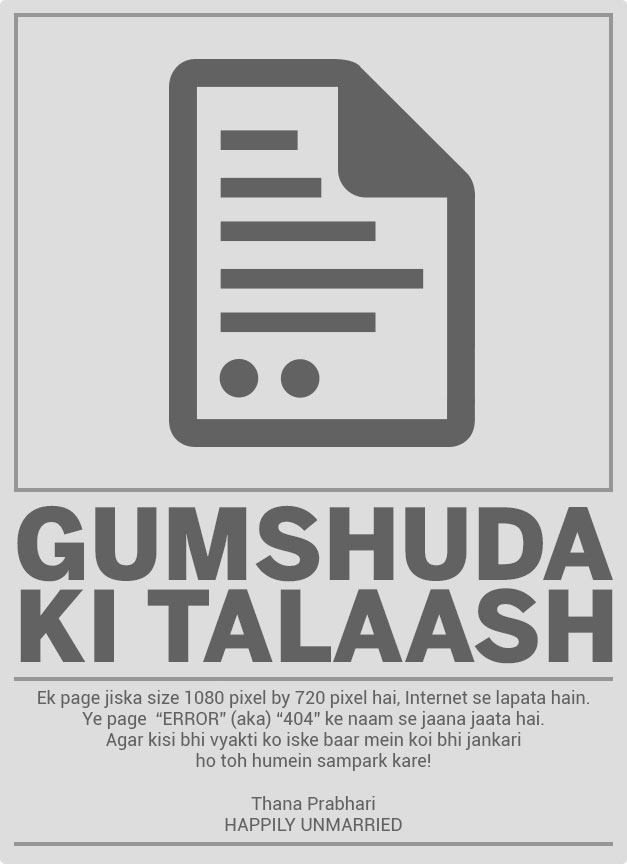 GUMSHUDA
KI TALAASH
Ek page jiska size 1080 pixel by 720 pixel hai, Internet se lapata hain.
Ye page “ERROR” (aka) “404” ke naam se jaana jaata hai.
Agar kisi bhi vyakti ko iske baar mein koi bhi jankari
ho toh humein sampark kare!
Thana Prabhari
HAPPILY UNMARRIED